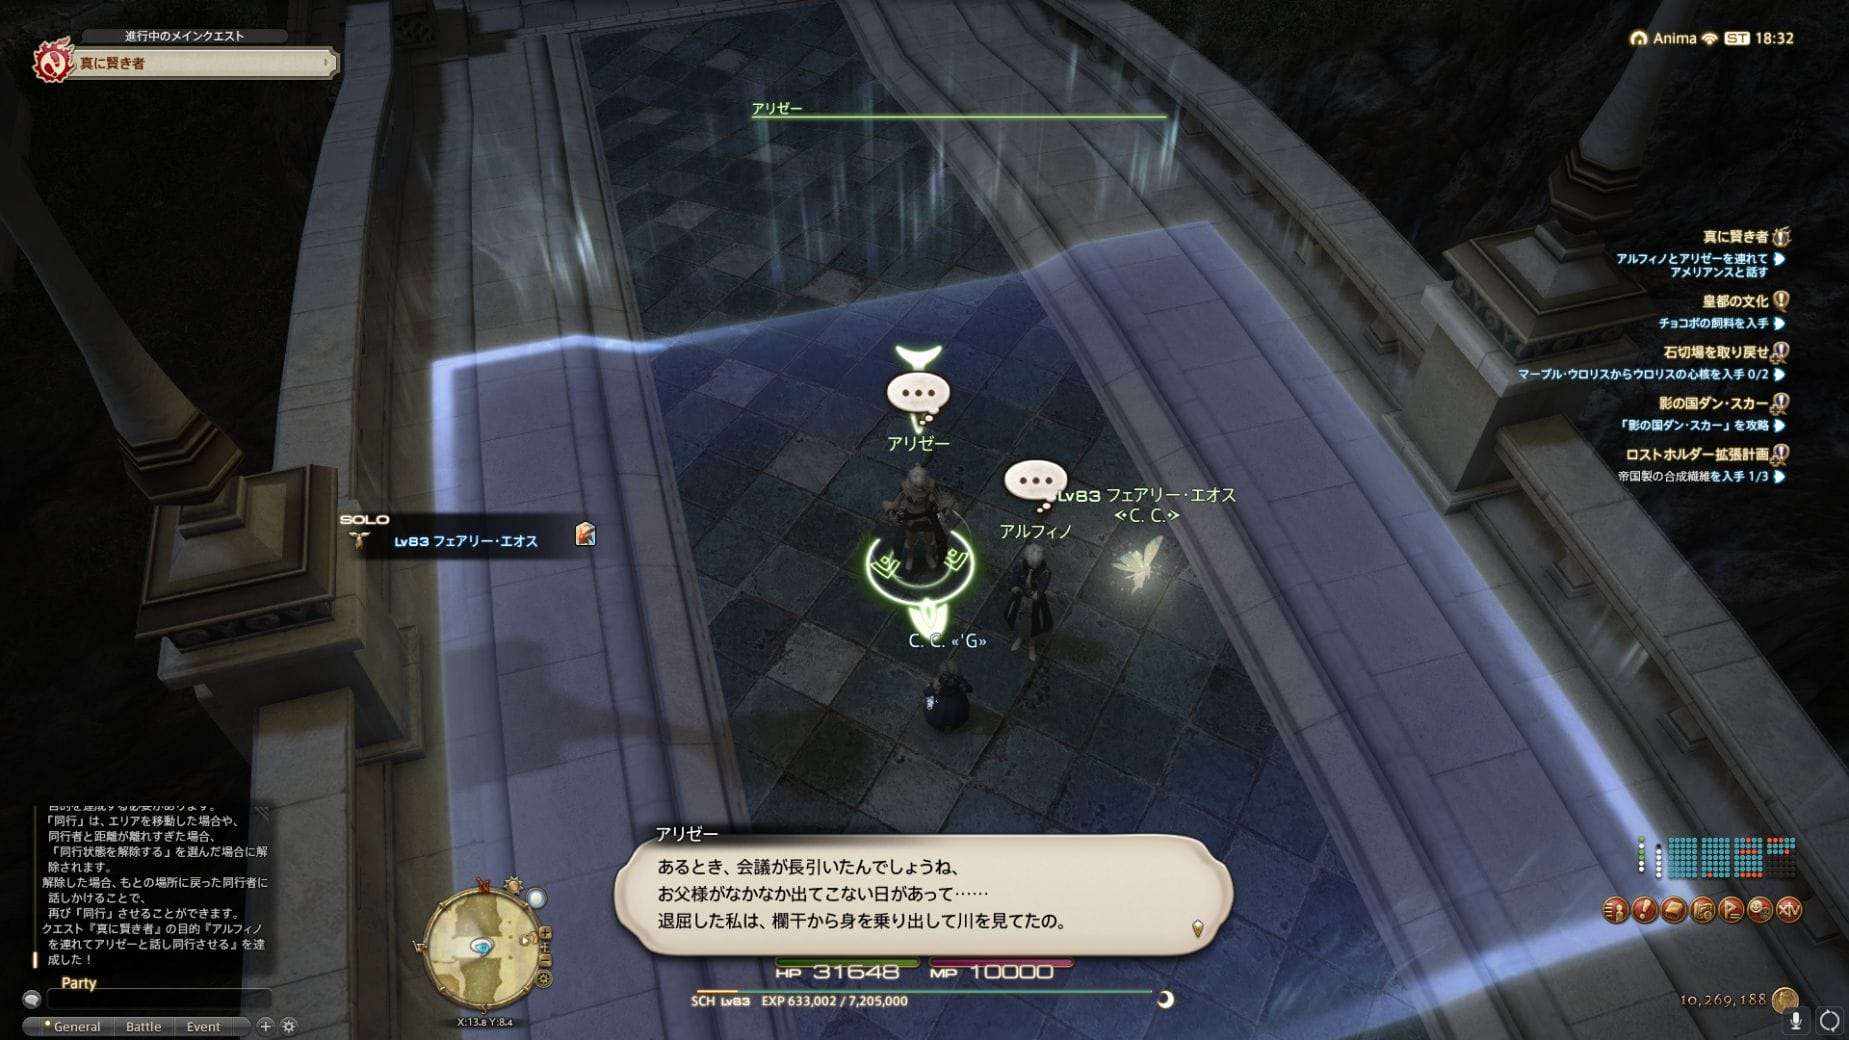 進行中のメインクエスト
真に賢き者
Anima ST 18:32
アリゼー
真に賢き者
アルフィノとアリゼーを連れて
アメリアンスと話す
皇都の文化
チョコボの飼料を入手
石切場を取り戻せ
マーブル・ウロリスからウロリスの心核を入手 0/2
影の国ダン・スカー
「影の国ダン・スカー」を攻略
ロストホルダー拡張計画
帝国製の合成繊維を入手 1/3
アリゼー
Lv83 フェアリー・エオス
«C. C.»
アルフィノ
SOLO
Lv83 フェアリー・エオス
C. C. «'G»
アリゼー
あるとき、会議が長引いたんでしょうね、
お父様がなかなか出てこない日があって……
退屈した私は、欄干から身を乗り出して川を見てたの。
目的を達成する必要があります。
「同行」は、エリアを移動した場合や、
同行者と距離が離れすぎた場合、
「同行状態を解除する」を選んだ場合に解
除されます。
解除した場合、もとの場所に戻った同行者に
話しかけることで、
再び「同行」させることができます。
クエスト『真に賢き者』の目的『アルフィノ
を連れてアリゼーと話し同行させる』を達
成した！
Party
General Battle Event
X:13.8 Y:8.4
HP 31648 MP 10000
SCH Lv83 EXP 633,002 / 7,205,000
10,269,188
XIV